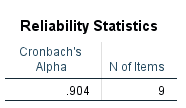 Reliability Statistics
Cronbach's
Alpha N of Items
.904 9